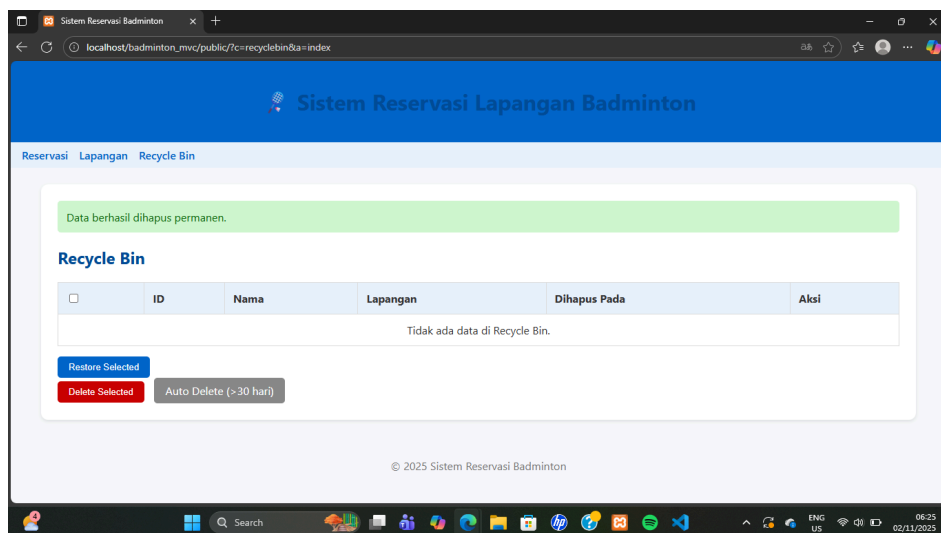 Sistem Reservasi Badminton
localhost/badminton_mvc/public/?c=recyclebin&a=index
Sistem Reservasi Lapangan Badminton
Reservasi Lapangan Recycle Bin
Data berhasil dihapus permanen.
Recycle Bin
ID Nama Lapangan Dihapus Pada Aksi
Tidak ada data di Recycle Bin.
Restore Selected
Delete Selected Auto Delete (>30 hari)
© 2025 Sistem Reservasi Badminton
4 Search ENG 06:25
US 02/11/2025